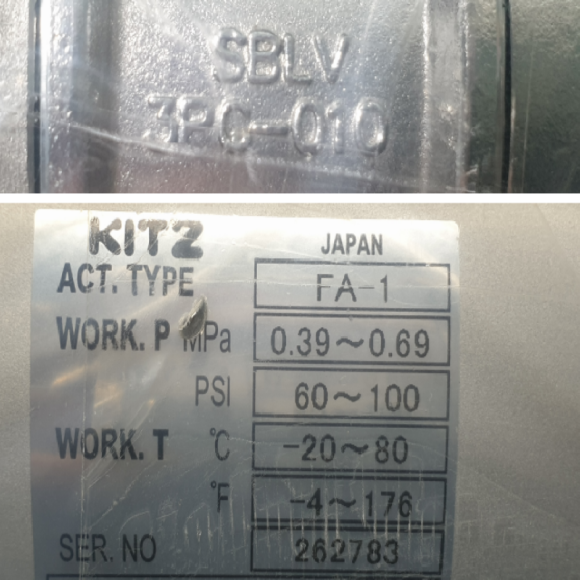 SBLV
3PC-010
KITZ JAPAN
ACT. TYPE FA-1
WORK. P MPa 0.39~0.69
PSI 60~100
WORK. T ℃ -20~80
℉ -4~176
SER. NO 262783